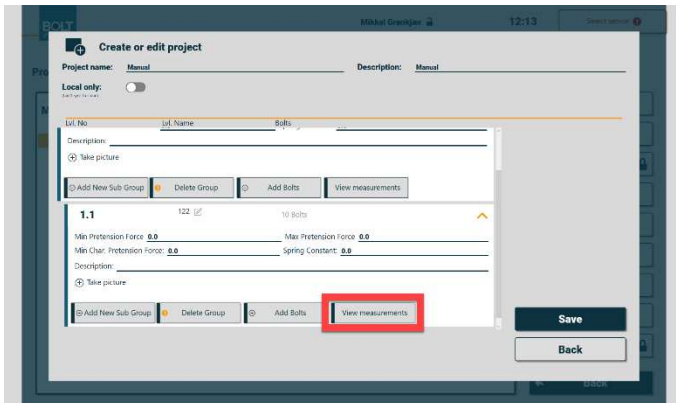 BOLT
Mikkel Grønkjær 12:13 Select sensor
Create or edit project
Project name: Manual Description: Manual
Local only:
Lvl. No Lvl. Name Bolts
Description:
Take picture
Add New Sub Group Delete Group Add Bolts View measurements
1.1 122 10 Bolts
Min Pretension Force 0.0 Max Pretension Force 0.0
Min Char. Pretension Force: 0.0 Spring Constant: 0.0
Description:
Take picture
Add New Sub Group Delete Group Add Bolts View measurements
Save
Back
Back